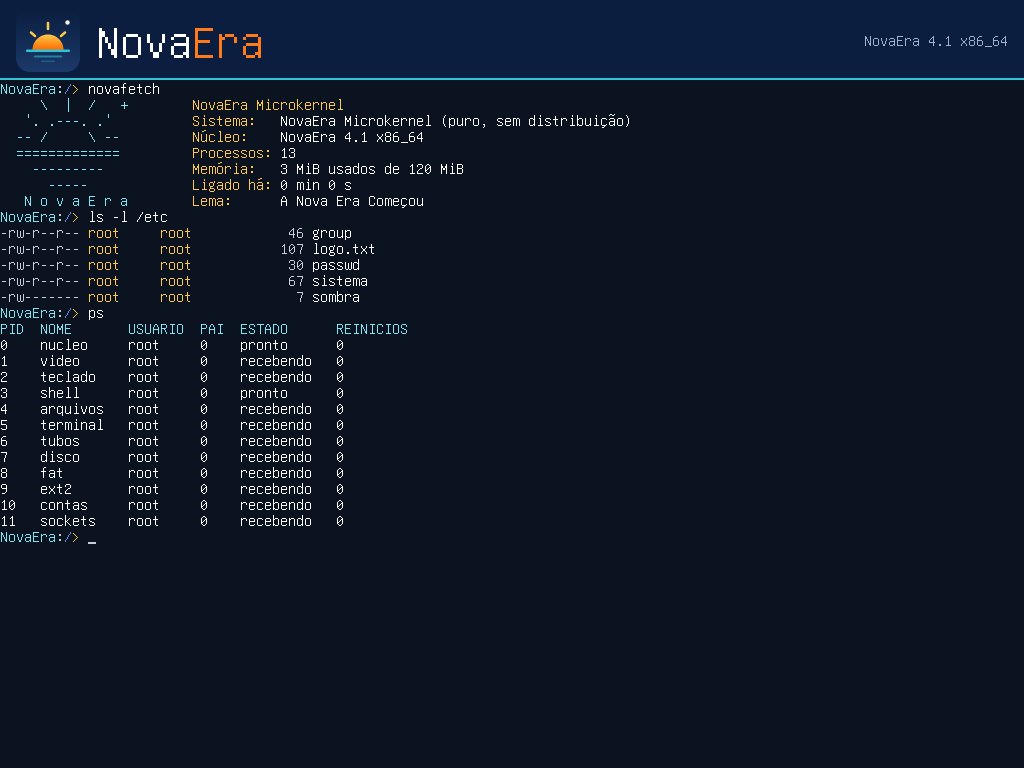 NovaEra
NovaEra 4.1 x86_64
NovaEra:/> novafetch
    \  |  /   +        NovaEra Microkernel
   '. .---. .'         Sistema:   NovaEra Microkernel (puro, sem distribuição)
  -- /     \ --        Núcleo:    NovaEra 4.1 x86_64
  =============        Processos: 13
    ---------          Memória:   3 MiB usados de 120 MiB
      -----            Ligado há: 0 min 0 s
   N o v a E r a       Lema:      A Nova Era Começou
NovaEra:/> ls -l /etc
-rw-r--r-- root     root            46 group
-rw-r--r-- root     root           107 logo.txt
-rw-r--r-- root     root            30 passwd
-rw-r--r-- root     root            67 sistema
-rw------- root     root             7 sombra
NovaEra:/> ps
PID  NOME       USUARIO  PAI  ESTADO      REINICIOS
0    nucleo     root     0    pronto      0
1    video      root     0    recebendo   0
2    teclado    root     0    recebendo   0
3    shell      root     0    pronto      0
4    arquivos   root     0    recebendo   0
5    terminal   root     0    recebendo   0
6    tubos      root     0    recebendo   0
7    disco      root     0    recebendo   0
8    fat        root     0    recebendo   0
9    ext2       root     0    recebendo   0
10   contas     root     0    recebendo   0
11   sockets    root     0    recebendo   0
NovaEra:/> _